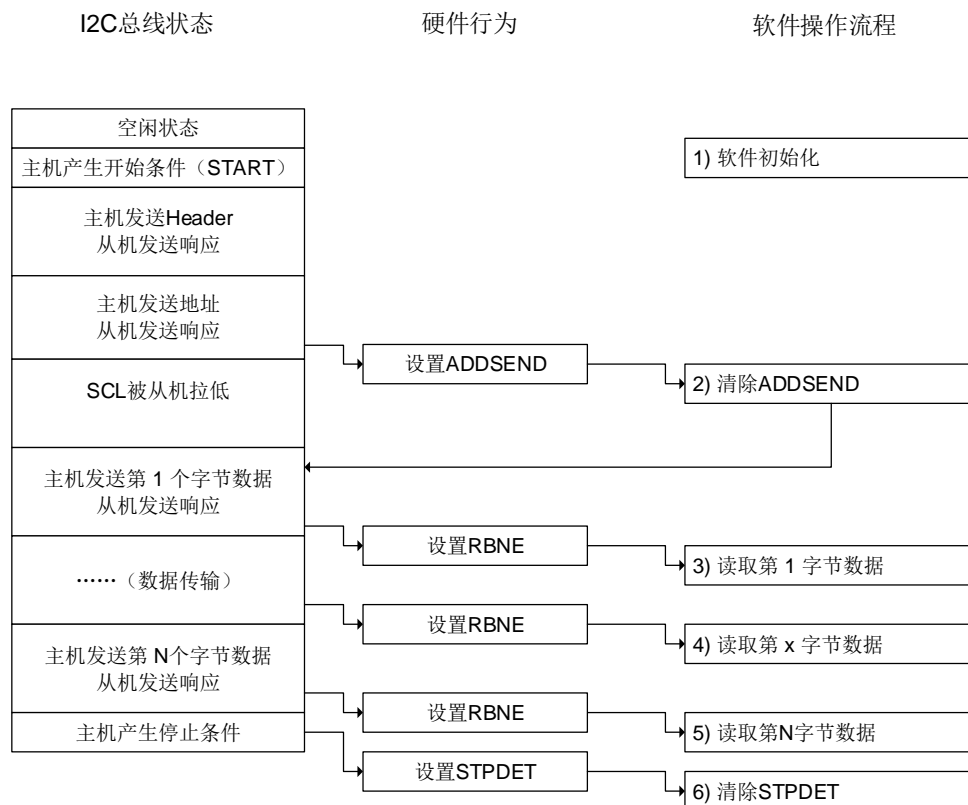 I2C总线状态
硬件行为
软件操作流程
空闲状态
主机产生开始条件（START）
1) 软件初始化
主机发送Header
从机发送响应
主机发送地址
从机发送响应
设置ADDSEND
SCL被从机拉低
2) 清除ADDSEND
主机发送第 1 个字节数据
从机发送响应
设置RBNE
3) 读取第 1 字节数据
……（数据传输）
设置RBNE
4) 读取第 x 字节数据
主机发送第 N个字节数据
从机发送响应
设置RBNE
5) 读取第N字节数据
主机产生停止条件
设置STPDET
6) 清除STPDET